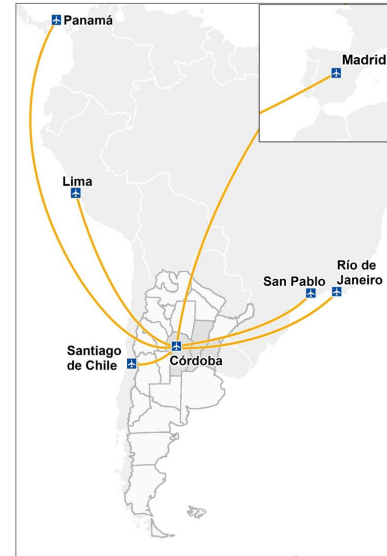 Panamá
Madrid
Lima
San Pablo
Río de
Janeiro
Santiago
de Chile
Córdoba